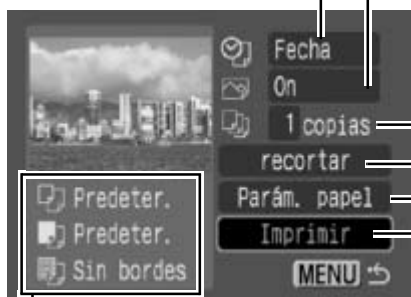 Fecha
On
1 copias
recortar
Parám. papel
Imprimir
MENU
Predeter.
Predeter.
Sin bordes